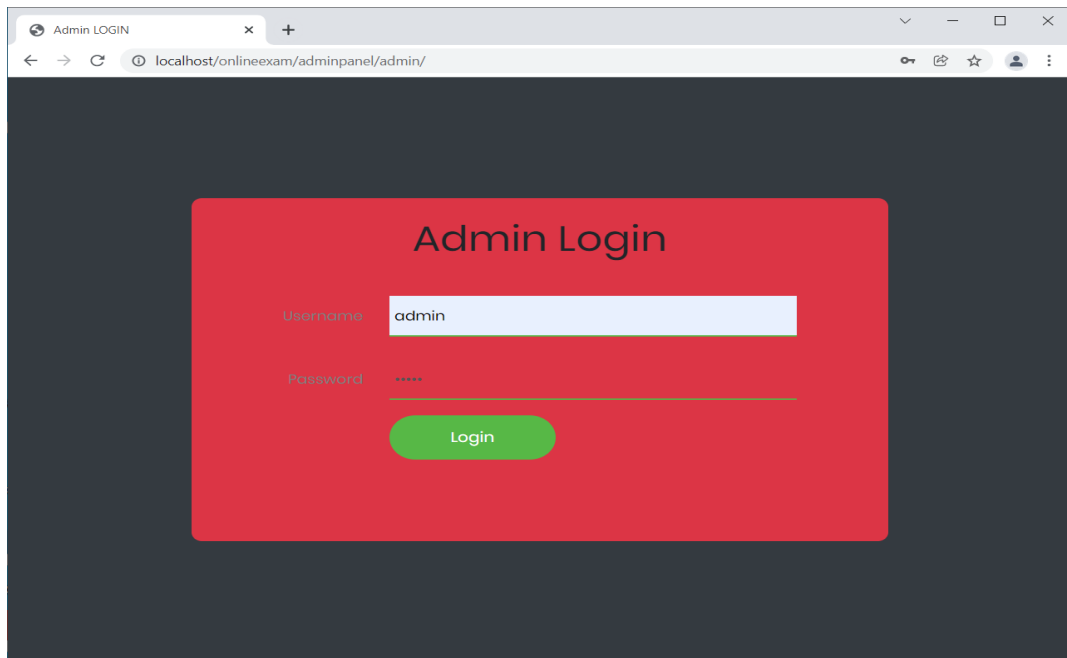 Admin LOGIN
localhost/onlineexam/adminpanel/admin/
Admin Login
Username admin
Password •••••
Login